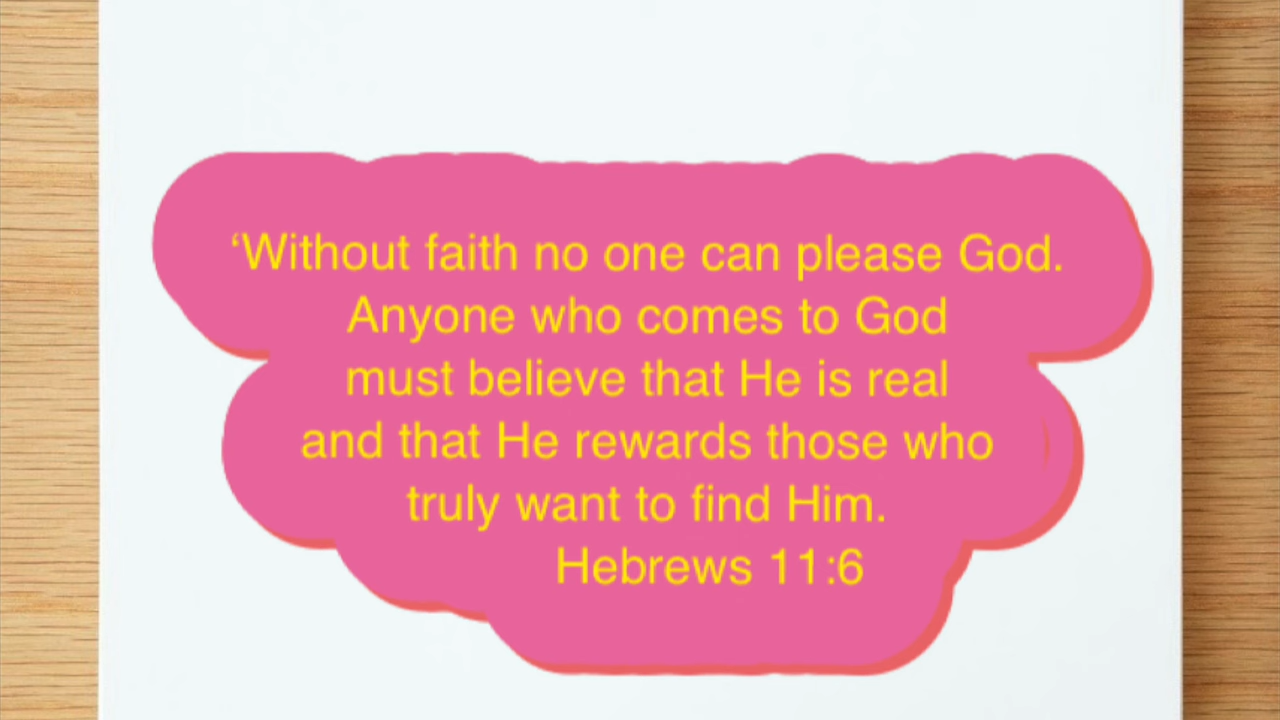 ‘Without faith no one can please God.
Anyone who comes to God
must believe that He is real
and that He rewards those who
truly want to find Him.
Hebrews 11:6